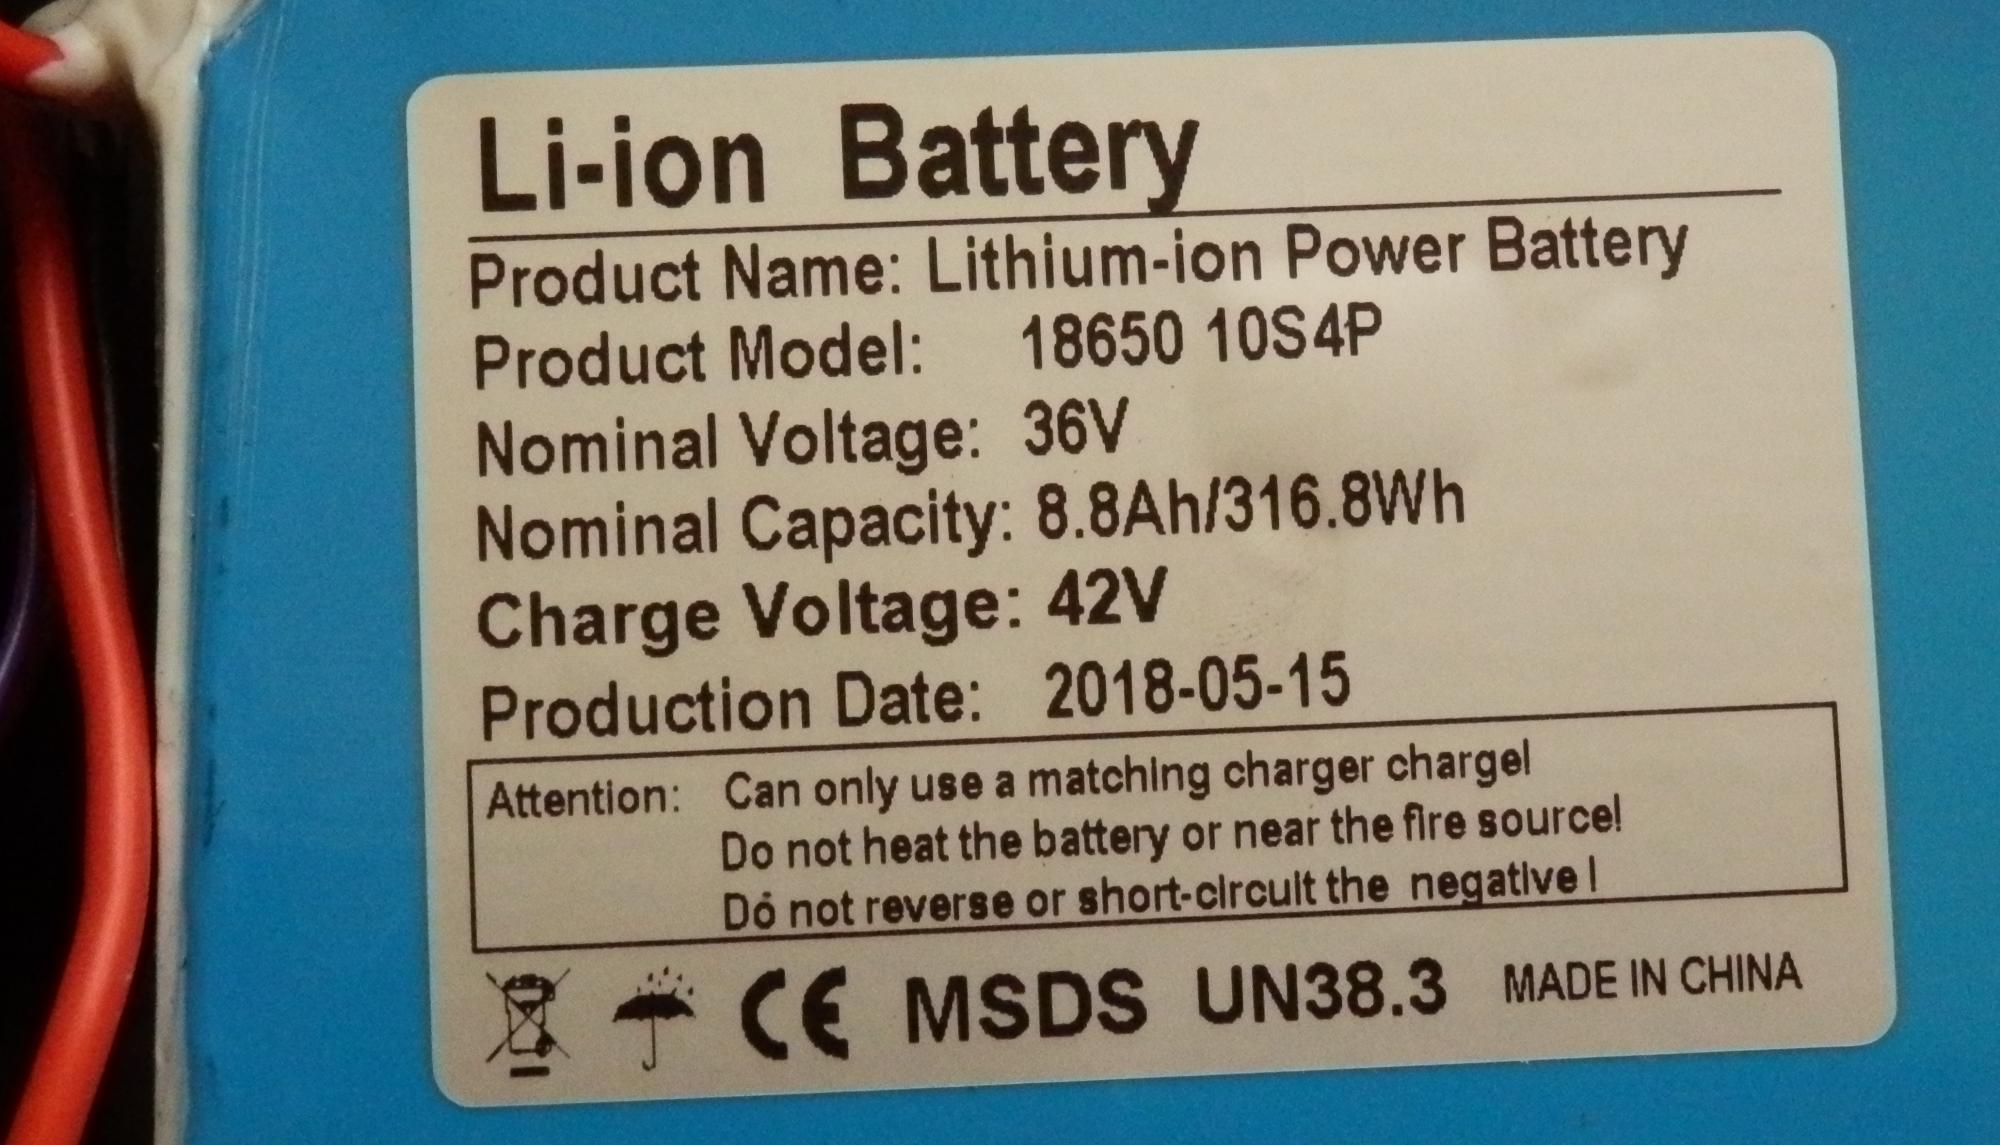 Li-ion Battery
Product Name: Lithium-ion Power Battery
Product Model: 18650 10S4P
Nominal Voltage: 36V
Nominal Capacity: 8.8Ah/316.8Wh
Charge Voltage: 42V
Production Date: 2018-05-15
Attention: Can only use a matching charger charge!
Do not heat the battery or near the fire source!
Do not reverse or short-circuit the negative !
CE MSDS UN38.3 MADE IN CHINA